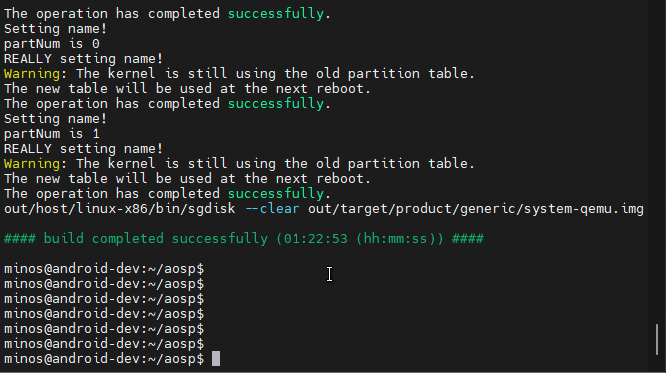 The operation has completed successfully.
Setting name!
partNum is 0
REALLY setting name!
Warning: The kernel is still using the old partition table.
The new table will be used at the next reboot.
The operation has completed successfully.
Setting name!
partNum is 1
REALLY setting name!
Warning: The kernel is still using the old partition table.
The new table will be used at the next reboot.
The operation has completed successfully.
out/host/linux-x86/bin/sgdisk --clear out/target/product/generic/system-qemu.img
#### build completed successfully (01:22:53 (hh:mm:ss)) ####
minos@android-dev:~/aosp$
minos@android-dev:~/aosp$
minos@android-dev:~/aosp$
minos@android-dev:~/aosp$
minos@android-dev:~/aosp$
minos@android-dev:~/aosp$
minos@android-dev:~/aosp$